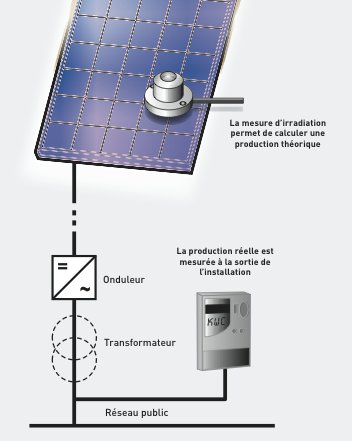 La mesure d'irradiation
permet de calculer une
production théorique
La production réelle est
mesurée à la sortie de
l'installation
=
~
Onduleur
KWC
Transformateur
Réseau public